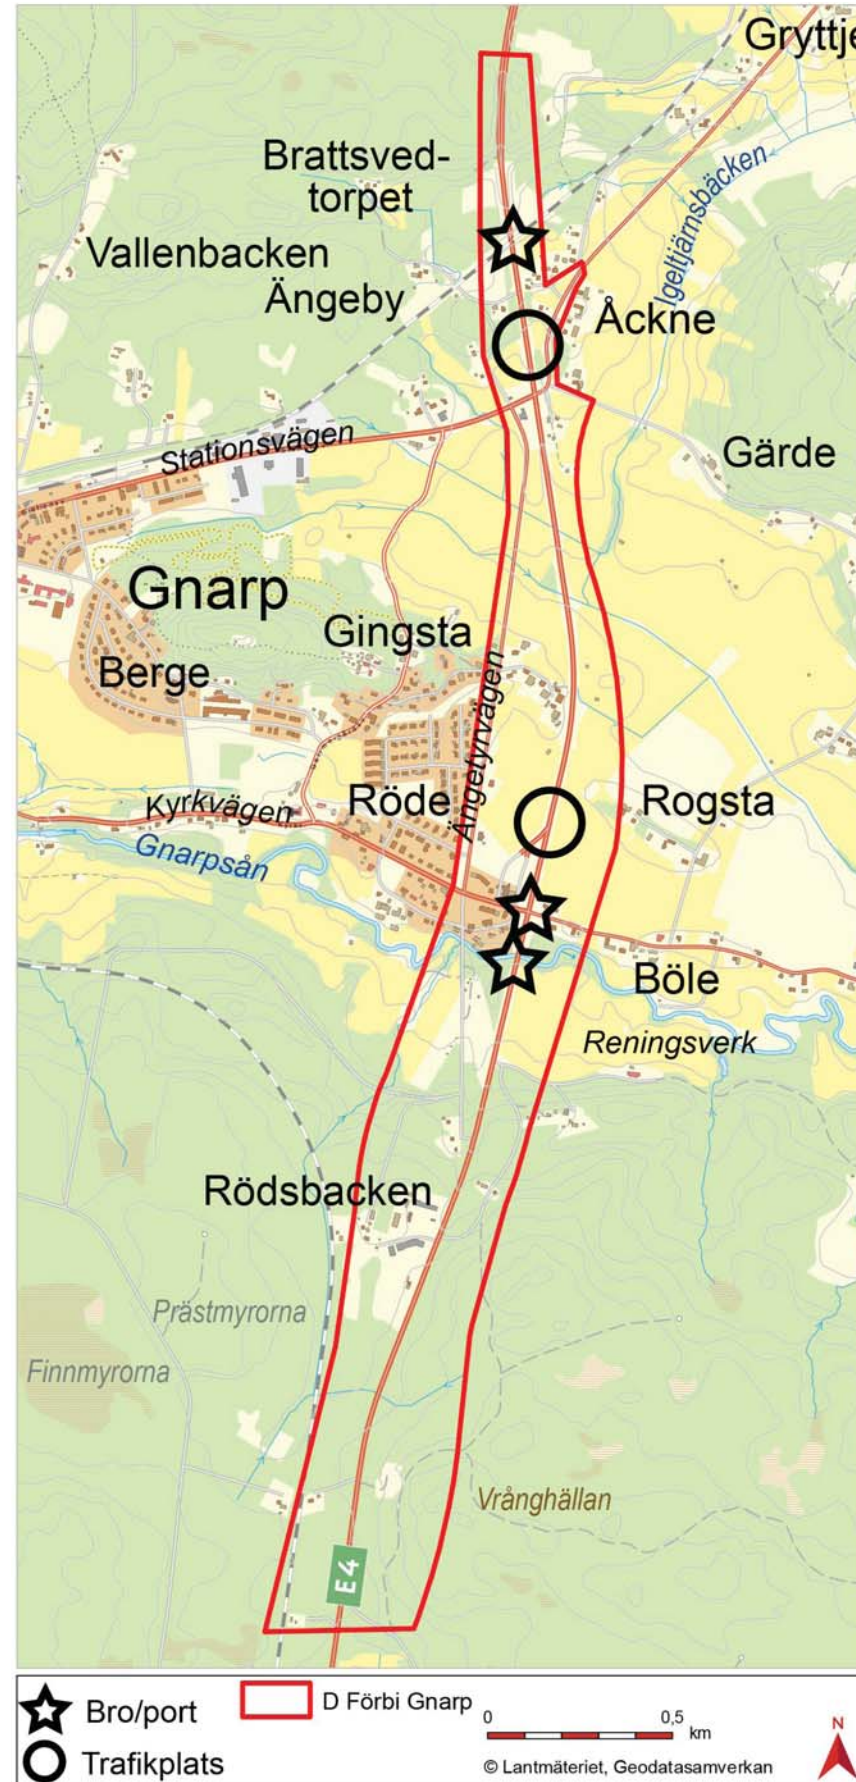 Gryttje
Brattsved-
torpet
Igeltjärnsbäcken
Vallenbacken
Ängeby
Åckne
Stationsvägen
Gärde
Gnarp
Gingsta
Berge
Ängetyrvägen
Röde
Rogsta
Kyrkvägen
Gnarpsån
Böle
Reningsverk
Rödsbacken
Prästmyrorna
Finnmyrorna
Vrånghällan
E4
Bro/port
D Förbi Gnarp
Trafikplats
0 0,5
km
© Lantmäteriet, Geodatasamverkan
N